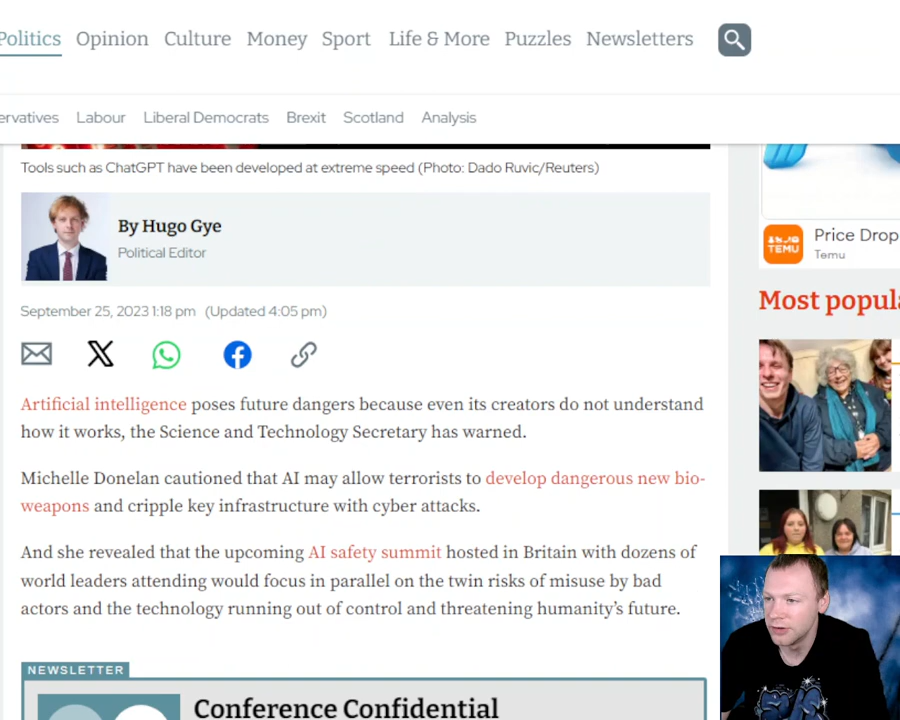 Politics Opinion Culture Money Sport Life & More Puzzles Newsletters
ervatives Labour Liberal Democrats Brexit Scotland Analysis
Tools such as ChatGPT have been developed at extreme speed (Photo: Dado Ruvic/Reuters)
By Hugo Gye
Political Editor
September 25, 2023 1:18 pm (Updated 4:05 pm)
Artificial intelligence poses future dangers because even its creators do not understand
how it works, the Science and Technology Secretary has warned.
Michelle Donelan cautioned that AI may allow terrorists to develop dangerous new bio-
weapons and cripple key infrastructure with cyber attacks.
And she revealed that the upcoming AI safety summit hosted in Britain with dozens of
world leaders attending would focus in parallel on the twin risks of misuse by bad
actors and the technology running out of control and threatening humanity’s future.
NEWSLETTER
Conference Confidential
TEMU
Price Drop
Temu
Most popula